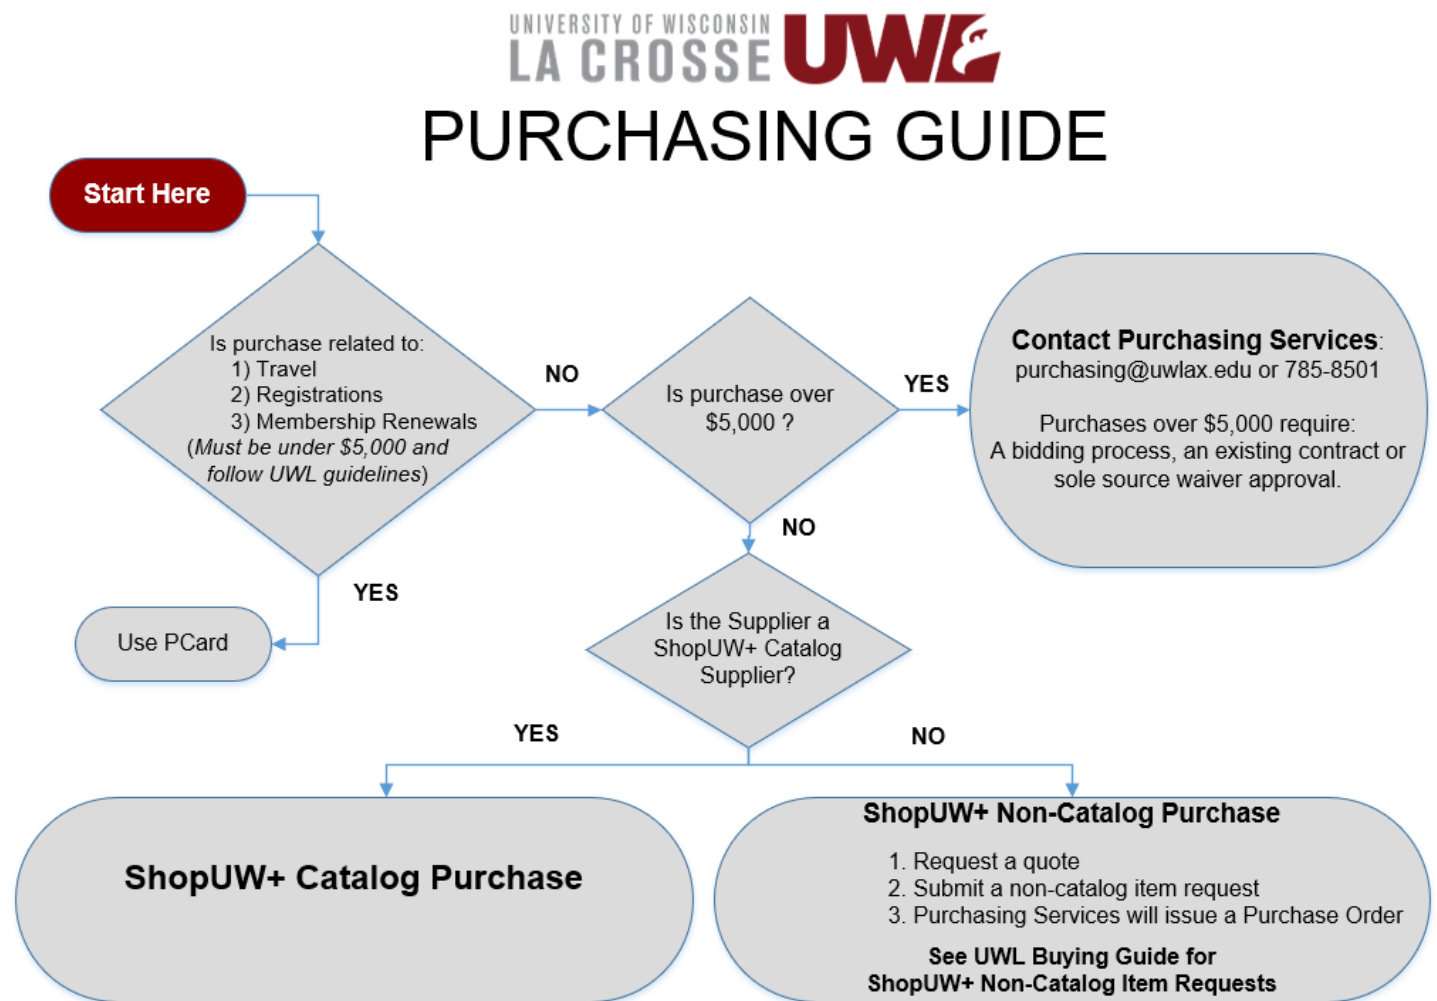 UNIVERSITY OF WISCONSIN
LA CROSSE UWL
PURCHASING GUIDE
Start Here
Is purchase related to:
1) Travel
2) Registrations
3) Membership Renewals
(Must be under $5,000 and
follow UWL guidelines)
NO
Is purchase over
$5,000 ?
YES
Contact Purchasing Services:
purchasing@uwlax.edu or 785-8501
Purchases over $5,000 require:
A bidding process, an existing contract or
sole source waiver approval.
NO
YES
Use PCard
Is the Supplier a
ShopUW+ Catalog
Supplier?
YES
NO
ShopUW+ Catalog Purchase
ShopUW+ Non-Catalog Purchase
1. Request a quote
2. Submit a non-catalog item request
3. Purchasing Services will issue a Purchase Order
See UWL Buying Guide for
ShopUW+ Non-Catalog Item Requests